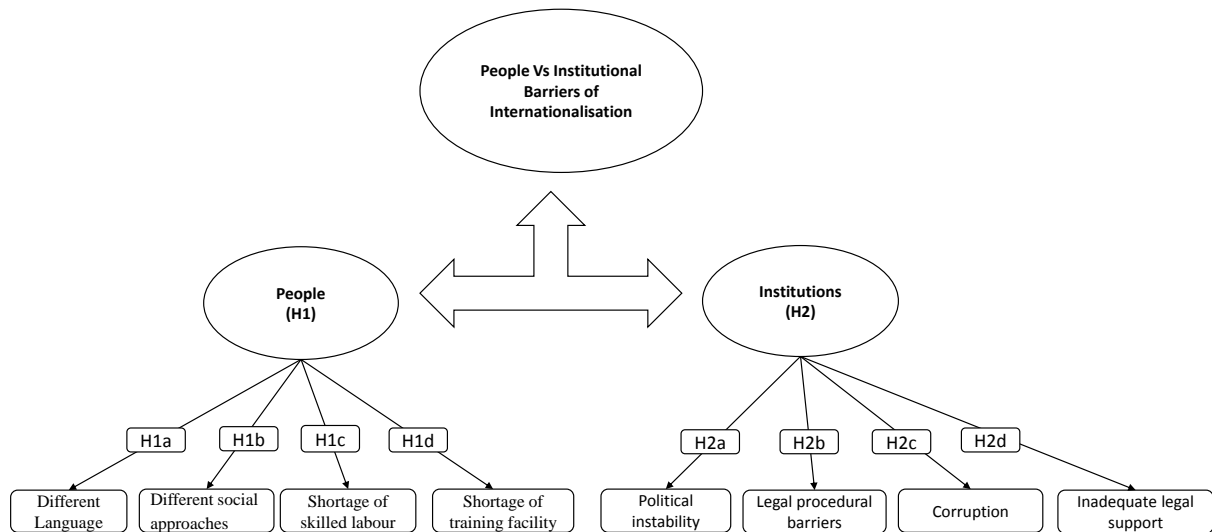 People Vs Institutional
Barriers of
Internationalisation
People
(H1)
Institutions
(H2)
H1a
H1b
H1c
H1d
H2a
H2b
H2c
H2d
Different
Language
Different social
approaches
Shortage of
skilled labour
Shortage of
training facility
Political
instability
Legal procedural
barriers
Corruption
Inadequate legal
support